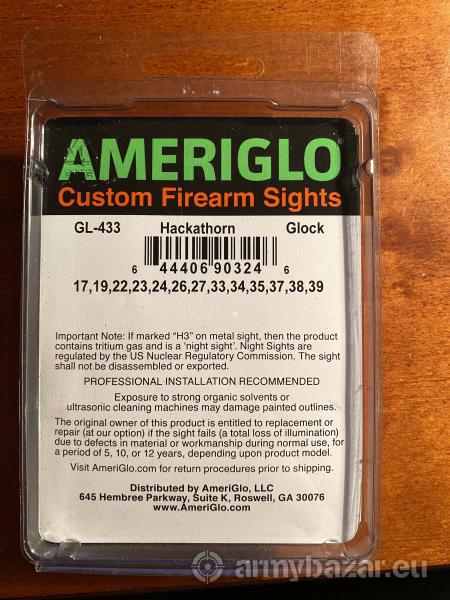 AMERIGLO®
Custom Firearm Sights
GL-433 Hackathorn Glock
6 44406 90324 6
17,19,22,23,24,26,27,33,34,35,37,38,39
Important Note: If marked "H3" on metal sight, then the product
contains tritium gas and is a 'night sight'. Night Sights are
regulated by the US Nuclear Regulatory Commission. The sight
shall not be disassembled or exported.
PROFESSIONAL INSTALLATION RECOMMENDED
Exposure to strong organic solvents or
ultrasonic cleaning machines may damage painted outlines.
The original owner of this product is entitled to replacement or
repair (at our option) if the sight fails (a total loss of illumination)
due to defects in material or workmanship during normal use, for
a period of 5, 10, or 12 years, depending upon product model.
Visit AmeriGlo.com for return procedures prior to shipping.
Distributed by AmeriGlo, LLC
645 Hembree Parkway, Suite K, Roswell, GA 30076
www.AmeriGlo.com
armybazar.eu